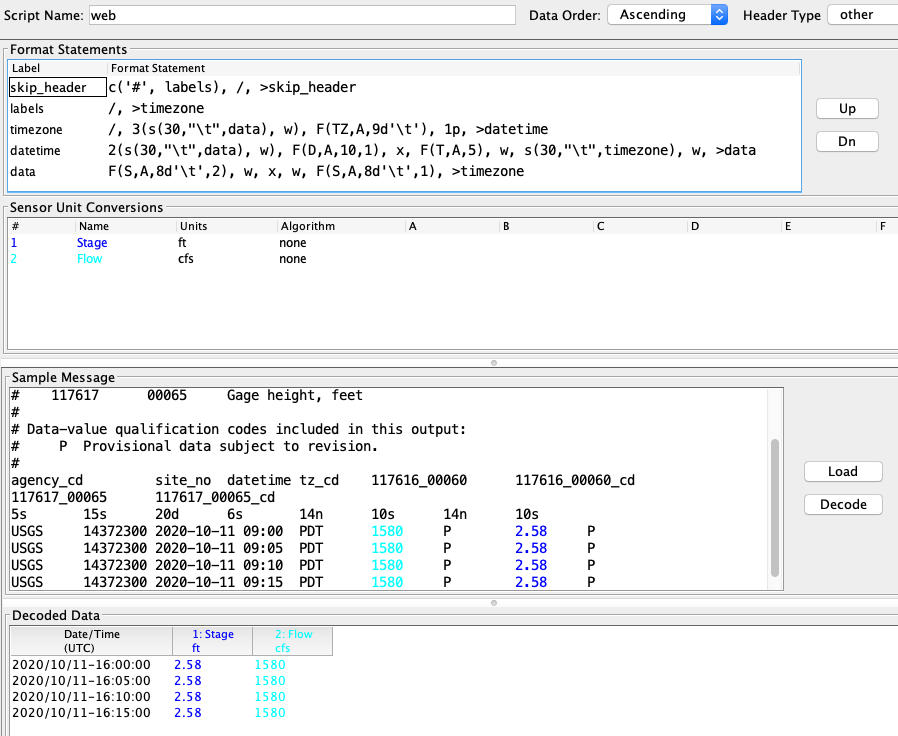 Script Name: web Data Order: Ascending Header Type other
Format Statements
Label Format Statement
skip_header c('#', labels), /, >skip_header
labels /, >timezone
timezone /, 3(s(30,"\t",data), w), F(TZ,A,9d'\t'), 1p, >datetime
datetime 2(s(30,"\t",data), w), F(D,A,10,1), x, F(T,A,5), w, s(30,"\t",timezone), w, >data
data F(S,A,8d'\t',2), w, x, w, F(S,A,8d'\t',1), >timezone
Up
Dn
Sensor Unit Conversions
# Name Units Algorithm A B C D E F
1 Stage ft none
2 Flow cfs none
Sample Message
# 117617 00065 Gage height, feet
#
# Data-value qualification codes included in this output:
# P Provisional data subject to revision.
#
agency_cd site_no datetime tz_cd 117616_00060 117616_00060_cd
117617_00065 117617_00065_cd
5s 15s 20d 6s 14n 10s 14n 10s
USGS 14372300 2020-10-11 09:00 PDT 1580 P 2.58 P
USGS 14372300 2020-10-11 09:05 PDT 1580 P 2.58 P
USGS 14372300 2020-10-11 09:10 PDT 1580 P 2.58 P
USGS 14372300 2020-10-11 09:15 PDT 1580 P 2.58 P
Load
Decode
Decoded Data
Date/Time 1: Stage 2: Flow
(UTC) ft cfs
2020/10/11-16:00:00 2.58 1580
2020/10/11-16:05:00 2.58 1580
2020/10/11-16:10:00 2.58 1580
2020/10/11-16:15:00 2.58 1580